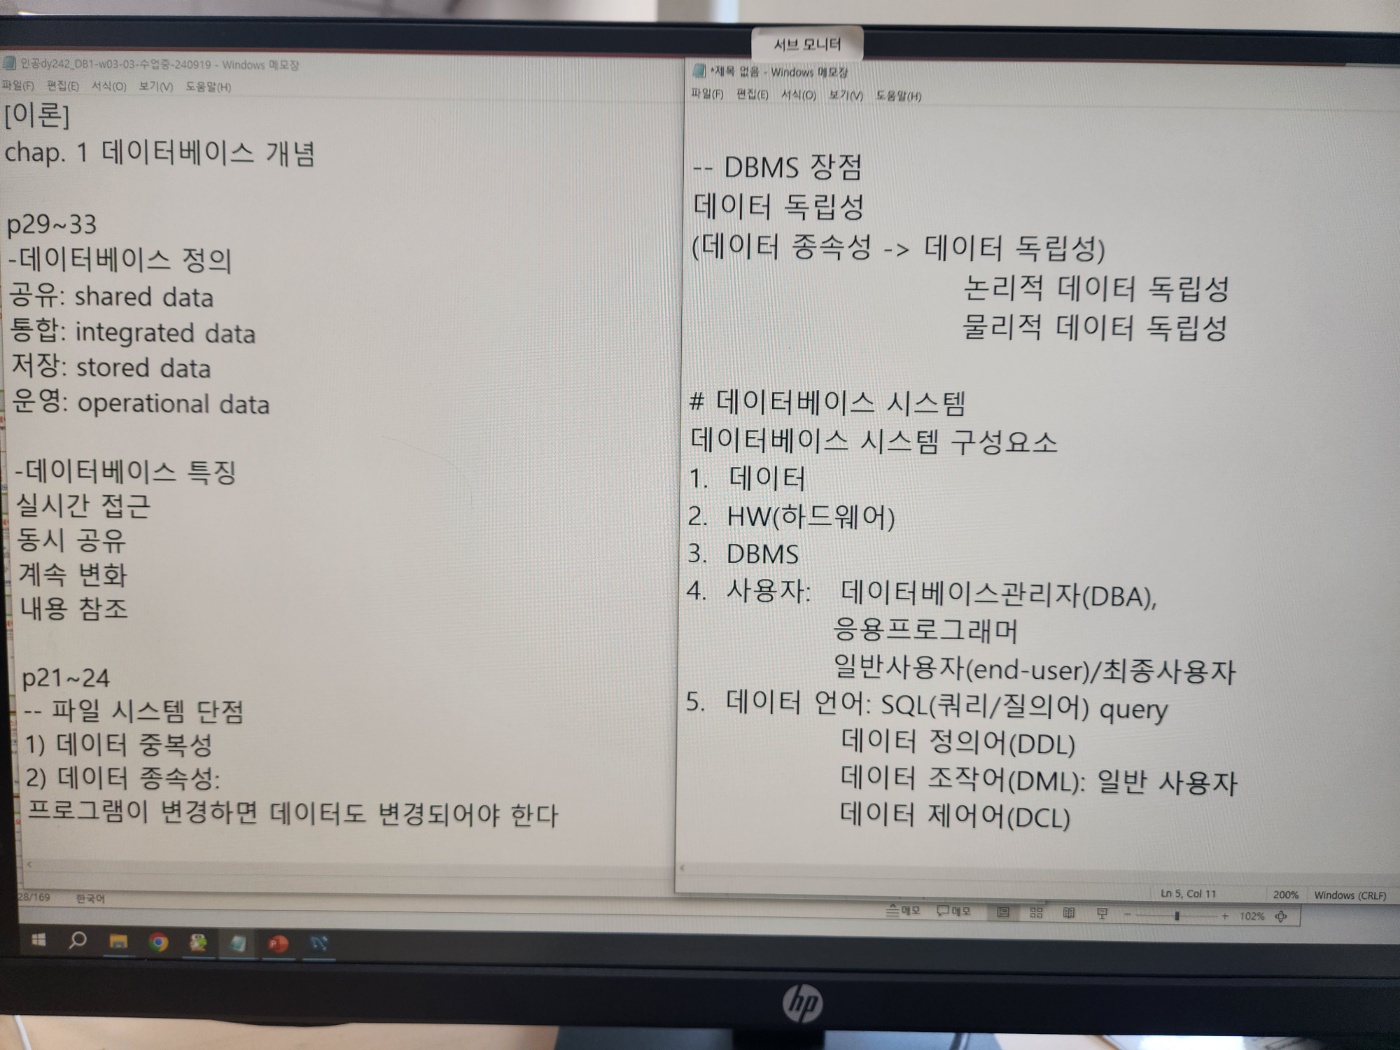 서브 모니터
인공dy242_DB1-w03-03-수업중-240919 - Windows 메모장
파일(F) 편집(E) 서식(O) 보기(V) 도움말(H)
[이론]
chap. 1 데이터베이스 개념
p29~33
-데이터베이스 정의
공유: shared data
통합: integrated data
저장: stored data
운영: operational data
-데이터베이스 특징
실시간 접근
동시 공유
계속 변화
내용 참조
p21~24
-- 파일 시스템 단점
1) 데이터 중복성
2) 데이터 종속성:
프로그램이 변경하면 데이터도 변경되어야 한다
28/169 한국어
*제목 없음 - Windows 메모장
파일(F) 편집(E) 서식(O) 보기(V) 도움말(H)
-- DBMS 장점
데이터 독립성
(데이터 종속성 -> 데이터 독립성)
논리적 데이터 독립성
물리적 데이터 독립성
# 데이터베이스 시스템
데이터베이스 시스템 구성요소
1. 데이터
2. HW(하드웨어)
3. DBMS
4. 사용자: 데이터베이스관리자(DBA),
응용프로그래머
일반사용자(end-user)/최종사용자
5. 데이터 언어: SQL(쿼리/질의어) query
데이터 정의어(DDL)
데이터 조작어(DML): 일반 사용자
데이터 제어어(DCL)
Ln 5, Col 11 200% Windows (CRLF)
메모 메모 102%
hp